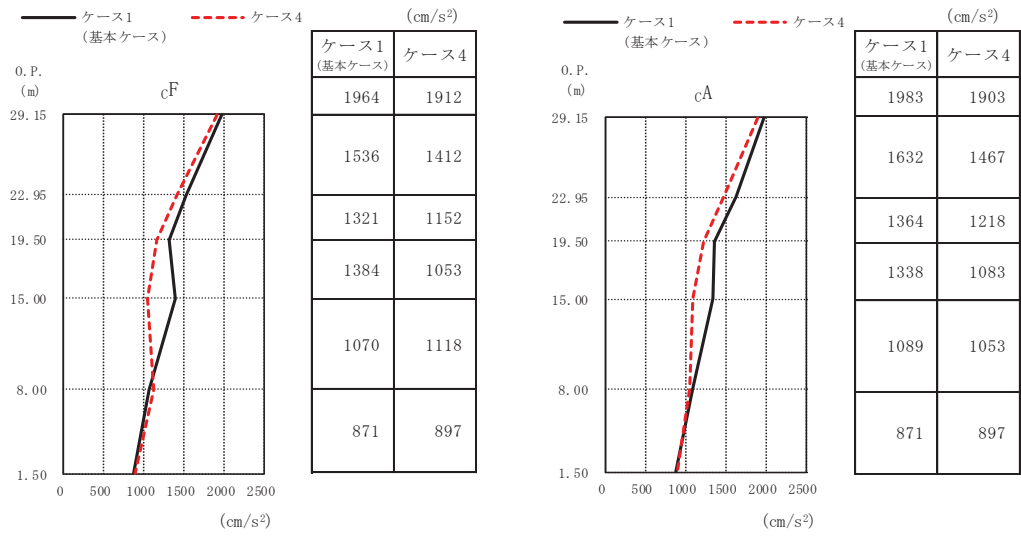 ケース1 ケース4
(基本ケース)
(cm/s²)
O.P.
(m)
cF
29.15
22.95
19.50
15.00
8.00
1.50
0 500 1000 1500 2000 2500
(cm/s²)
ケース1 ケース4
(基本ケース)
1964 1912
1536 1412
1321 1152
1384 1053
1070 1118
871 897
ケース1 ケース4
(基本ケース)
(cm/s²)
O.P.
(m)
cA
29.15
22.95
19.50
15.00
8.00
1.50
0 500 1000 1500 2000 2500
(cm/s²)
ケース1 ケース4
(基本ケース)
1983 1903
1632 1467
1364 1218
1338 1083
1089 1053
871 897